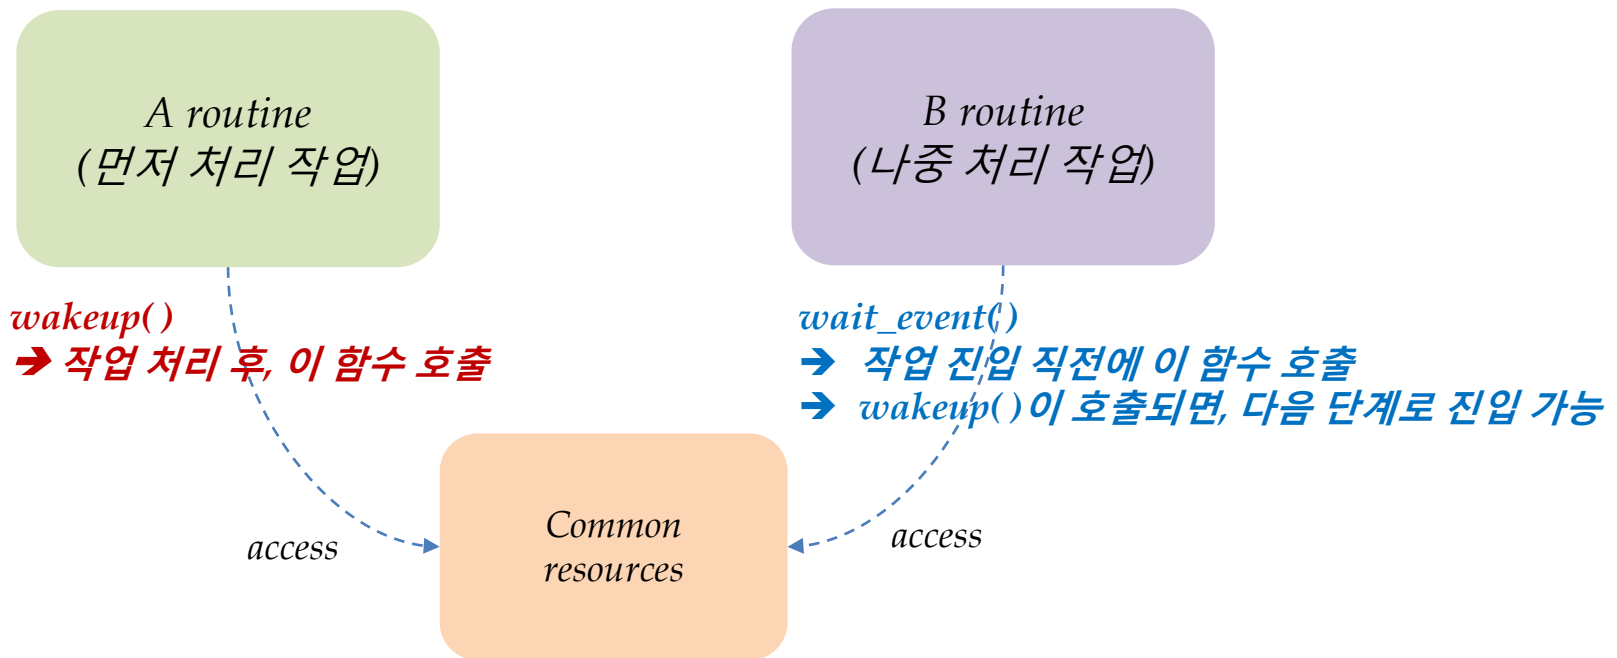 A routine
(먼저 처리 작업)
B routine
(나중 처리 작업)
wakeup( )
➔ 작업 처리 후, 이 함수 호출
wait_event( )
➔ 작업 진입 직전에 이 함수 호출
➔ wakeup( )이 호출되면, 다음 단계로 진입 가능
access
Common
resources
access